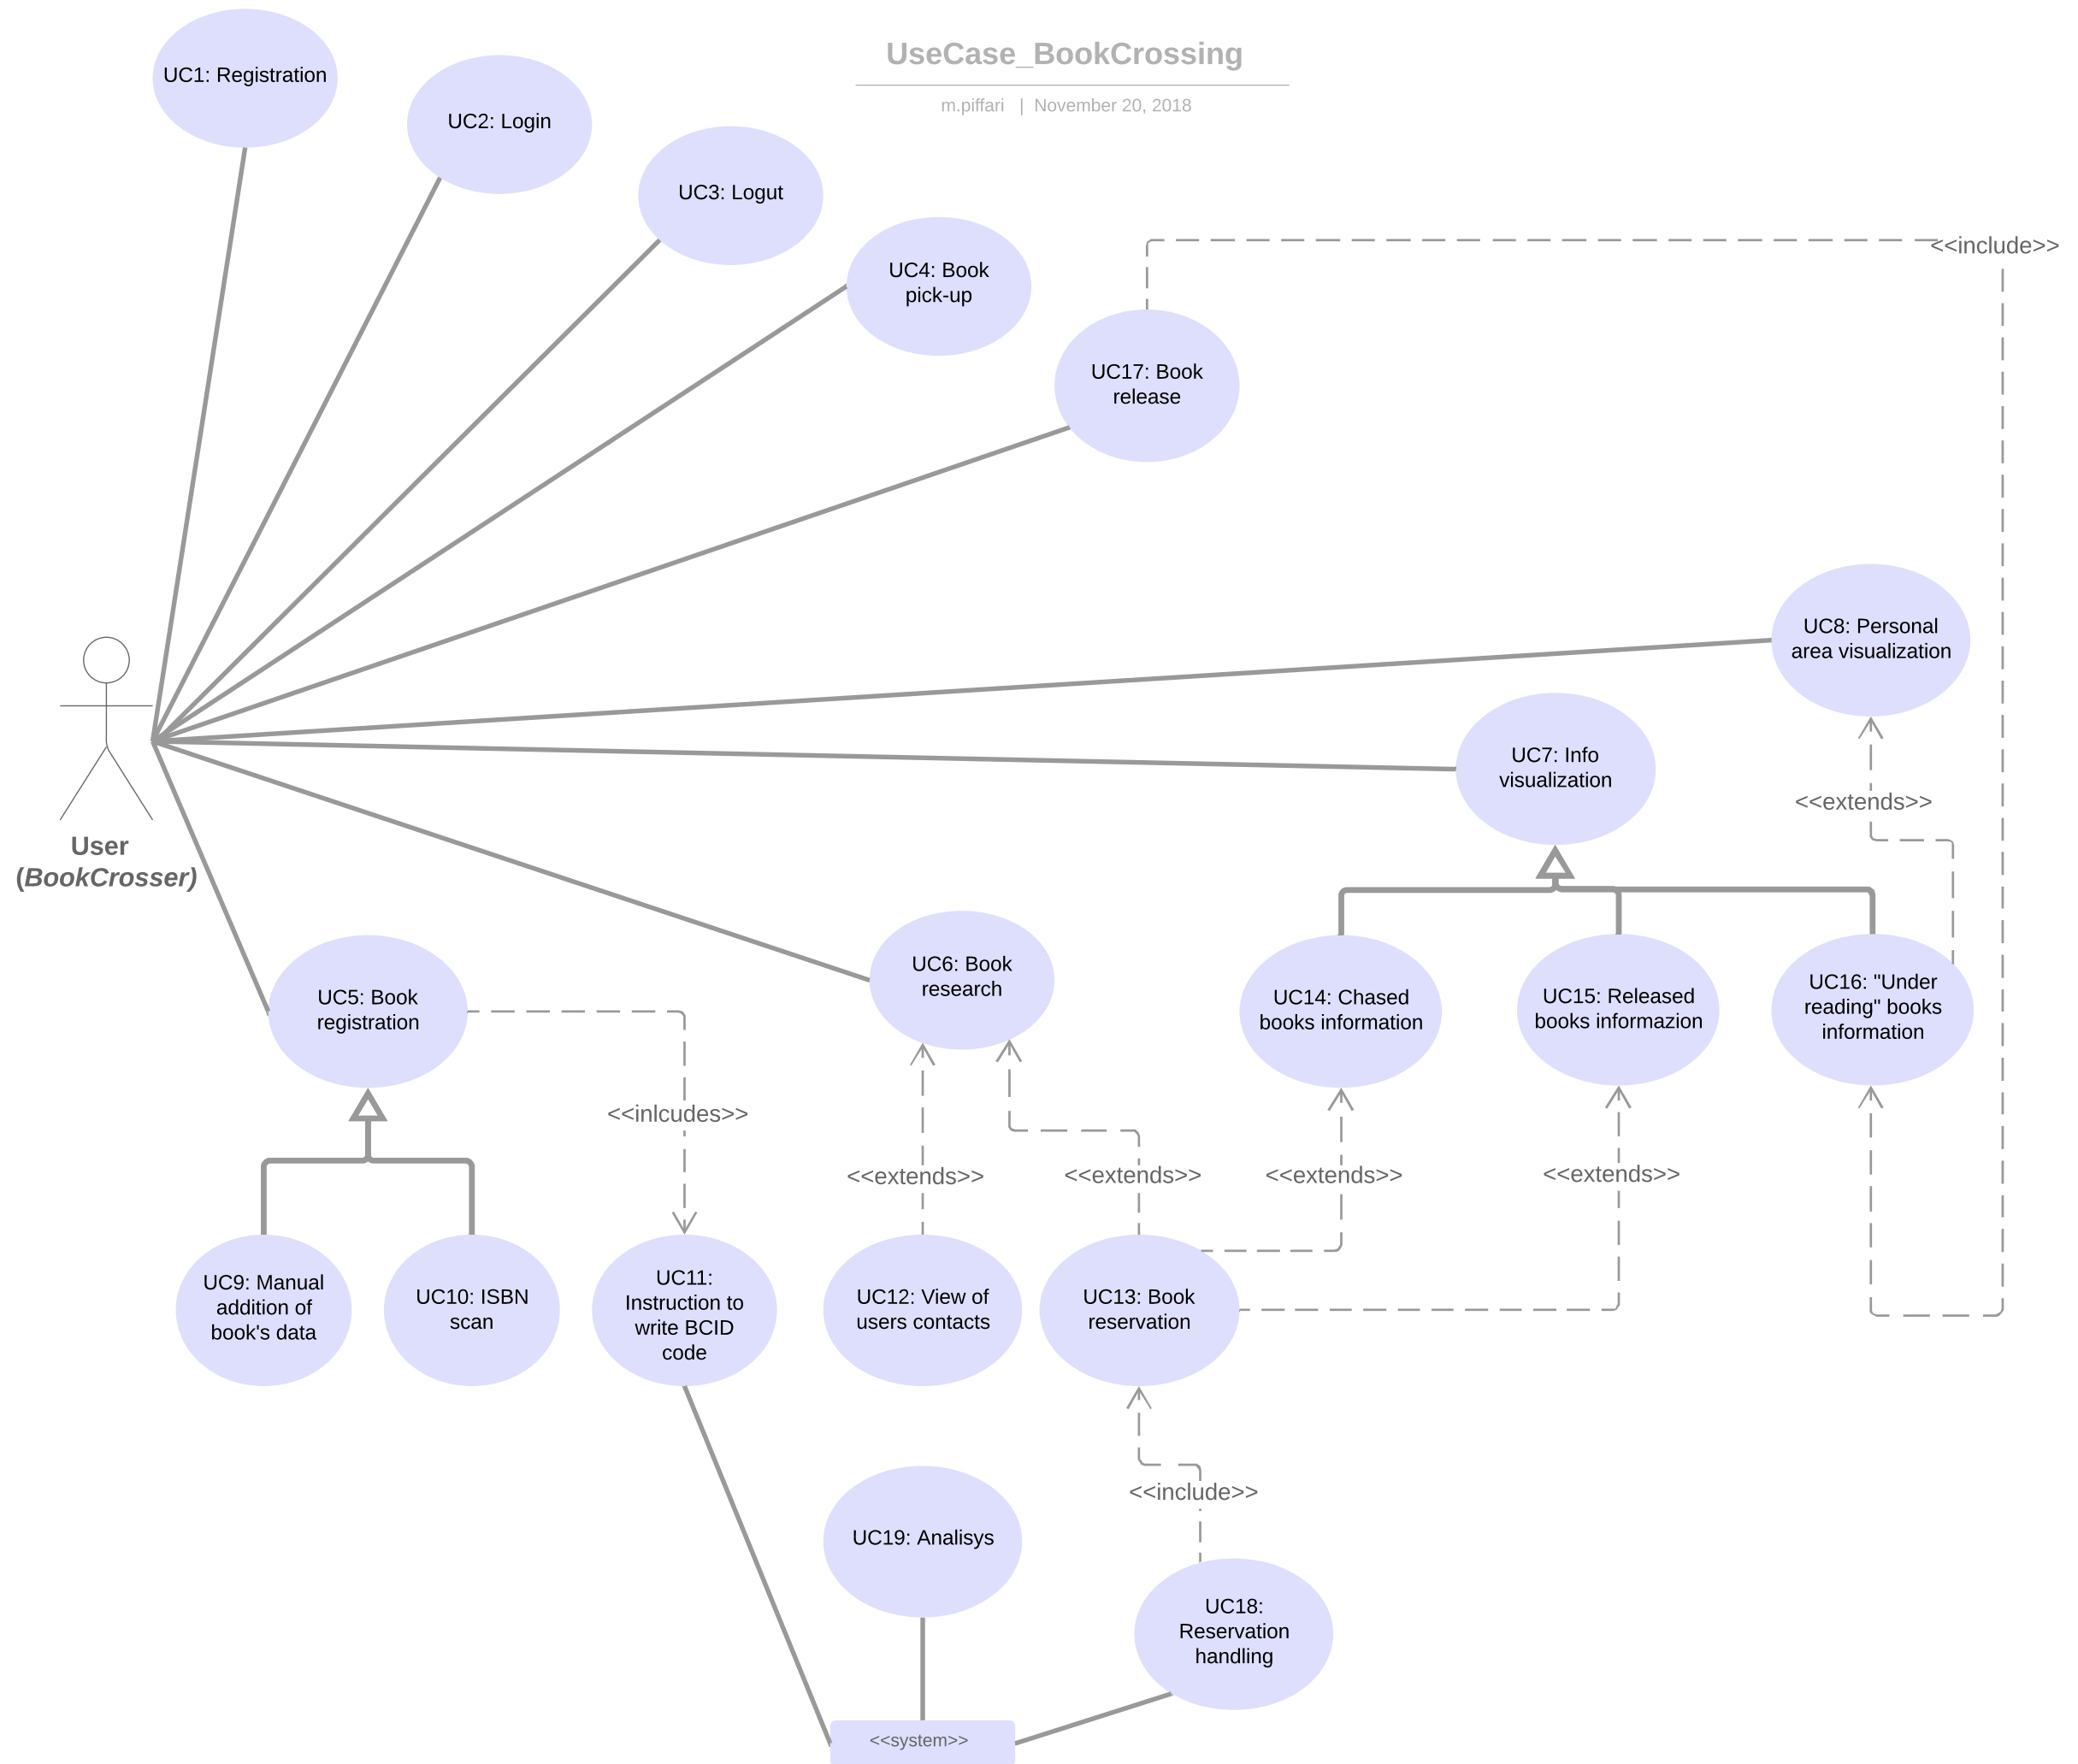 UseCase_BookCrossing
m.piffari | November 20, 2018
UC1: Registration
UC2: Login
UC3: Logut
UC4: Book
pick-up
<<include>>
UC17: Book
release
UC8: Personal
area visualization
UC7: Info
visualization
<<extends>>
User
(BookCrosser)
UC6: Book
research
UC5: Book
registration
UC14: Chased
books information
UC15: Released
books informazion
UC16: "Under
reading" books
information
<<inlcudes>>
<<extends>>
<<extends>>
<<extends>>
<<extends>>
UC9: Manual
addition of
book's data
UC10: ISBN
scan
UC11:
Instruction to
write BCID
code
UC12: View of
users contacts
UC13: Book
reservation
<<include>>
UC19: Analisys
UC18:
Reservation
handling
<<system>>